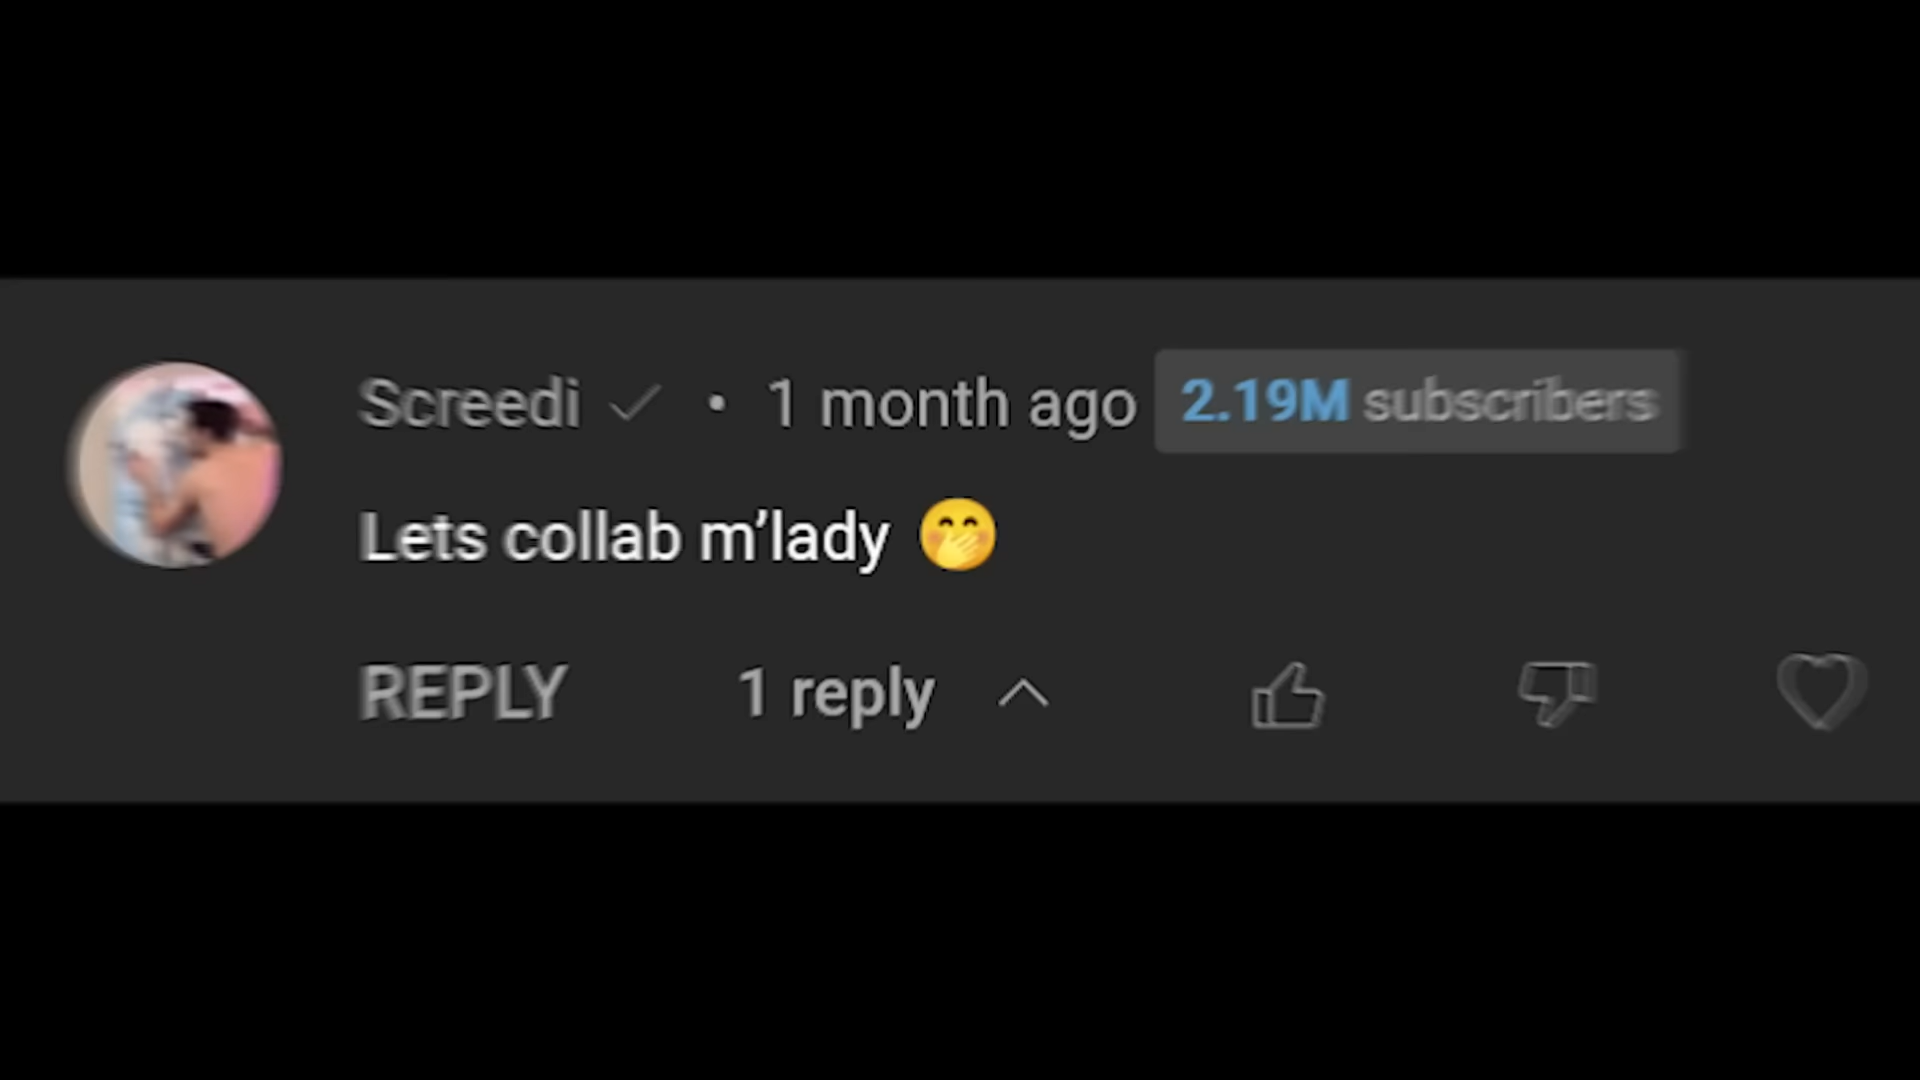 Screedi • 1 month ago 2.19M subscribers
Lets collab m’lady 🤭
REPLY 1 reply